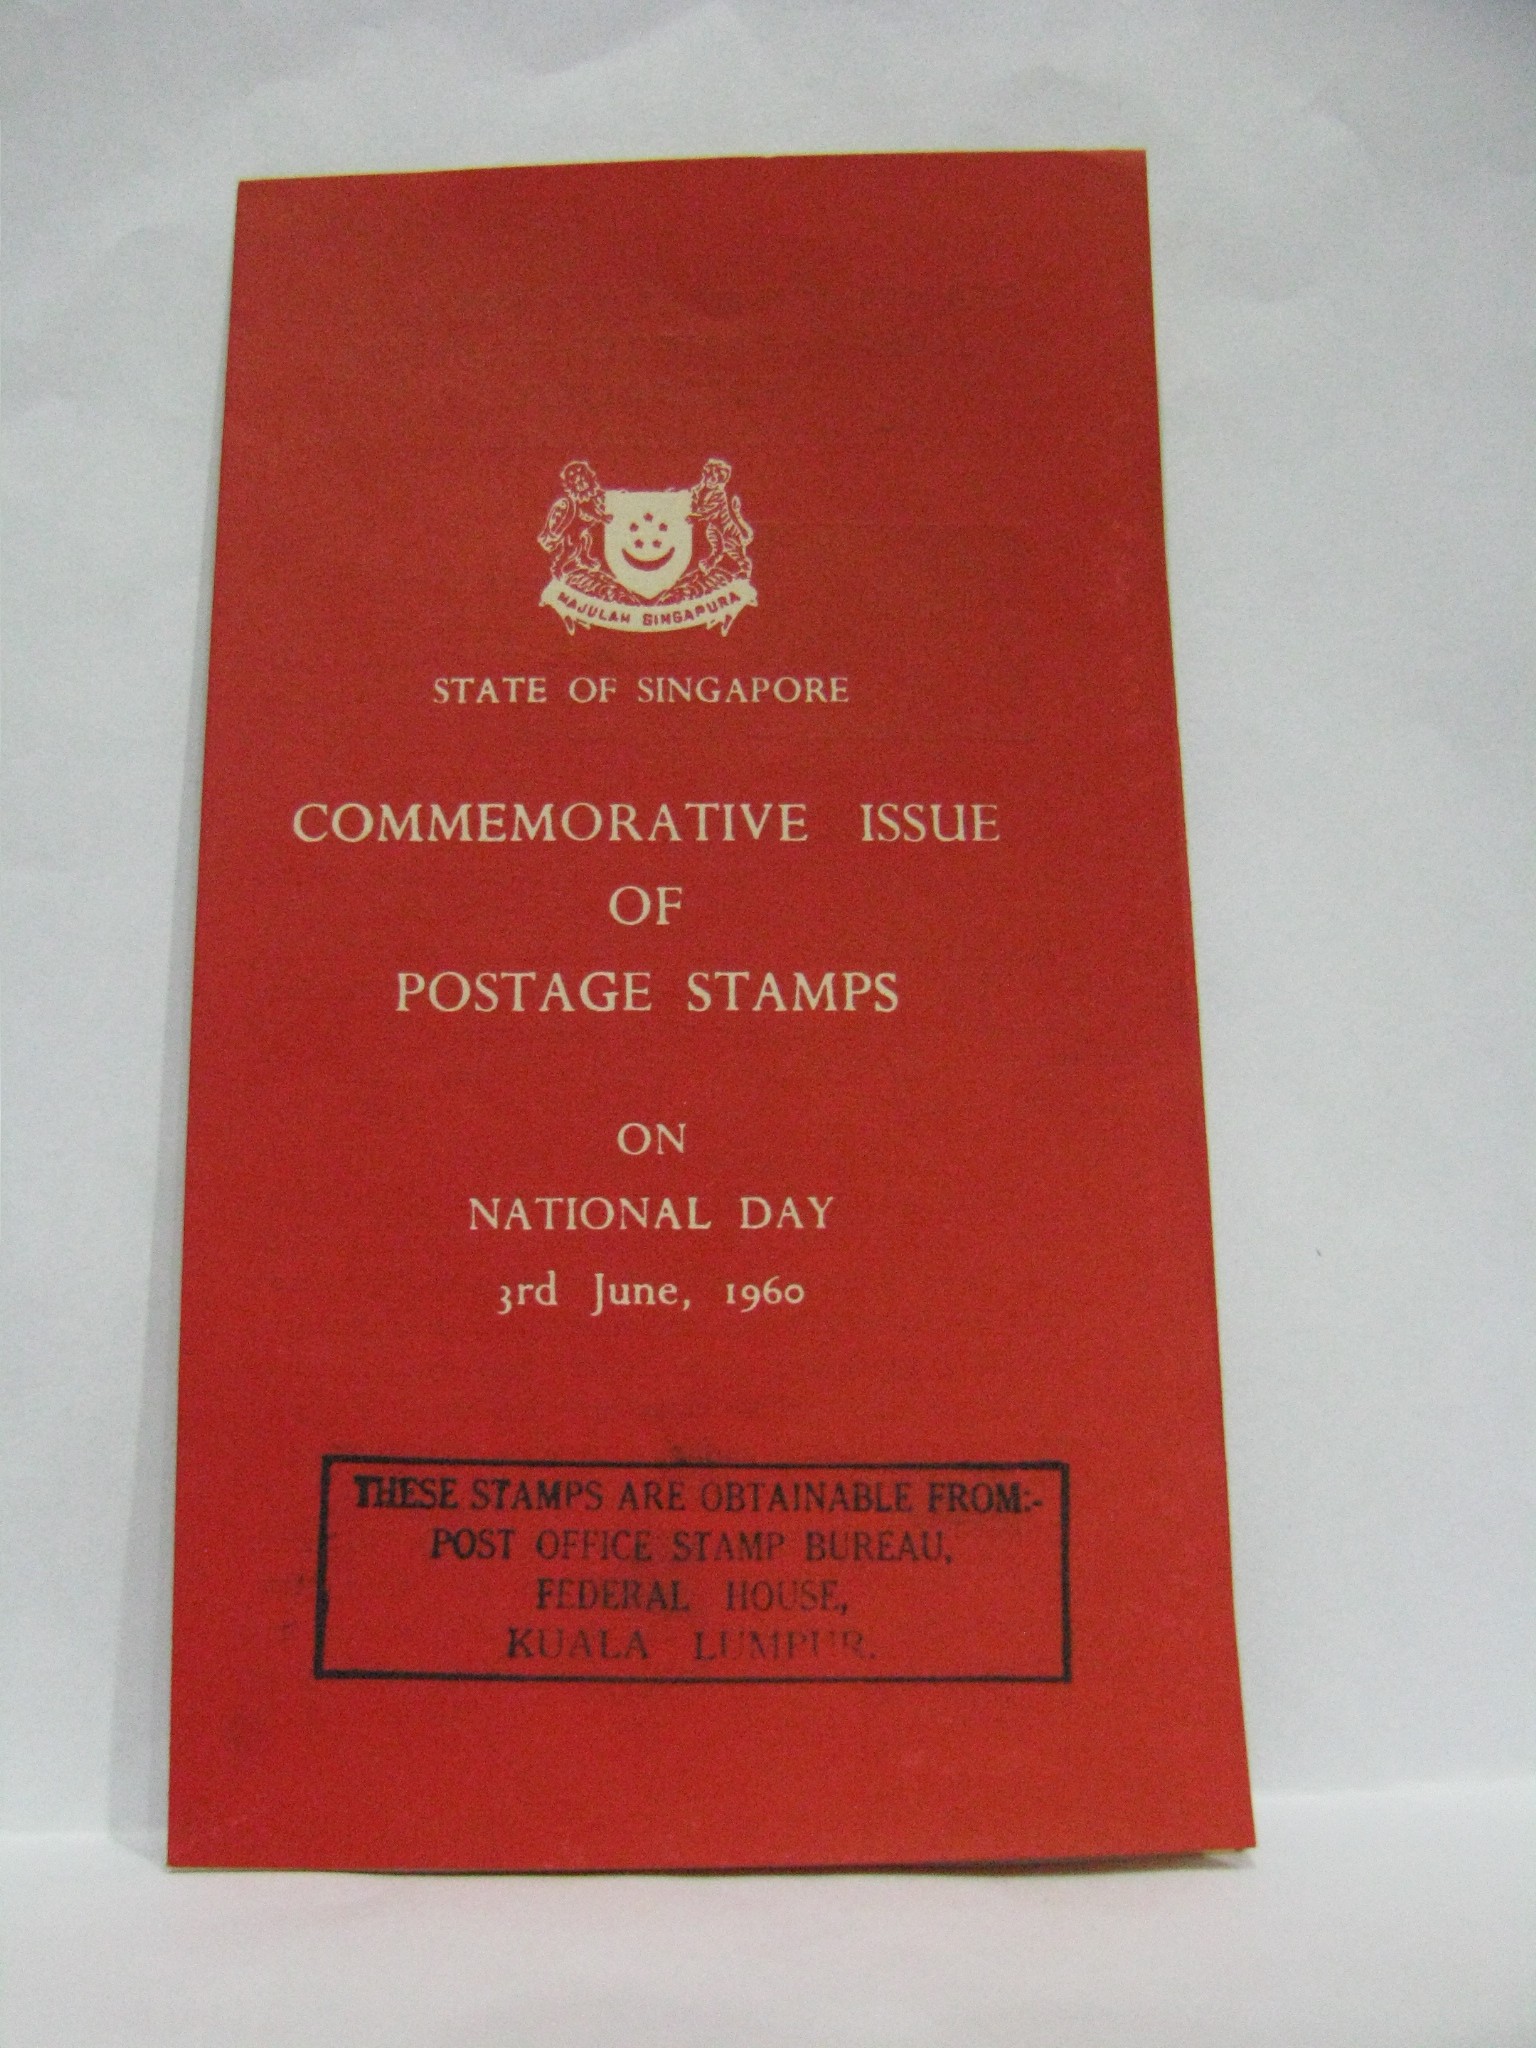 MAJULAH SINGAPURA
STATE OF SINGAPORE
COMMEMORATIVE ISSUE
OF
POSTAGE STAMPS
ON
NATIONAL DAY
3rd June, 1960
THESE STAMPS ARE OBTAINABLE FROM:-
POST OFFICE STAMP BUREAU,
FEDERAL HOUSE,
KUALA LUMPUR.